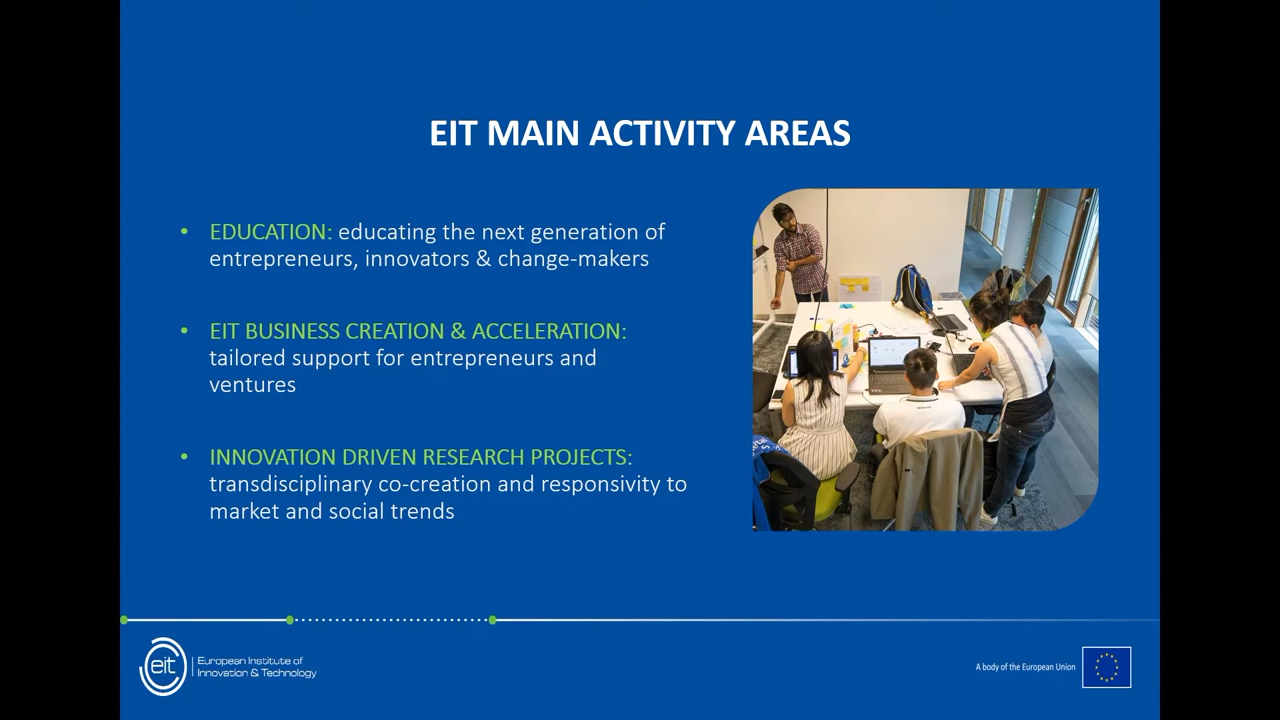 EIT MAIN ACTIVITY AREAS
• EDUCATION: educating the next generation of
entrepreneurs, innovators & change-makers
• EIT BUSINESS CREATION & ACCELERATION:
tailored support for entrepreneurs and
ventures
• INNOVATION DRIVEN RESEARCH PROJECTS:
transdisciplinary co-creation and responsivity to
market and social trends
eit
European Institute of
Innovation & Technology
A body of the European Union